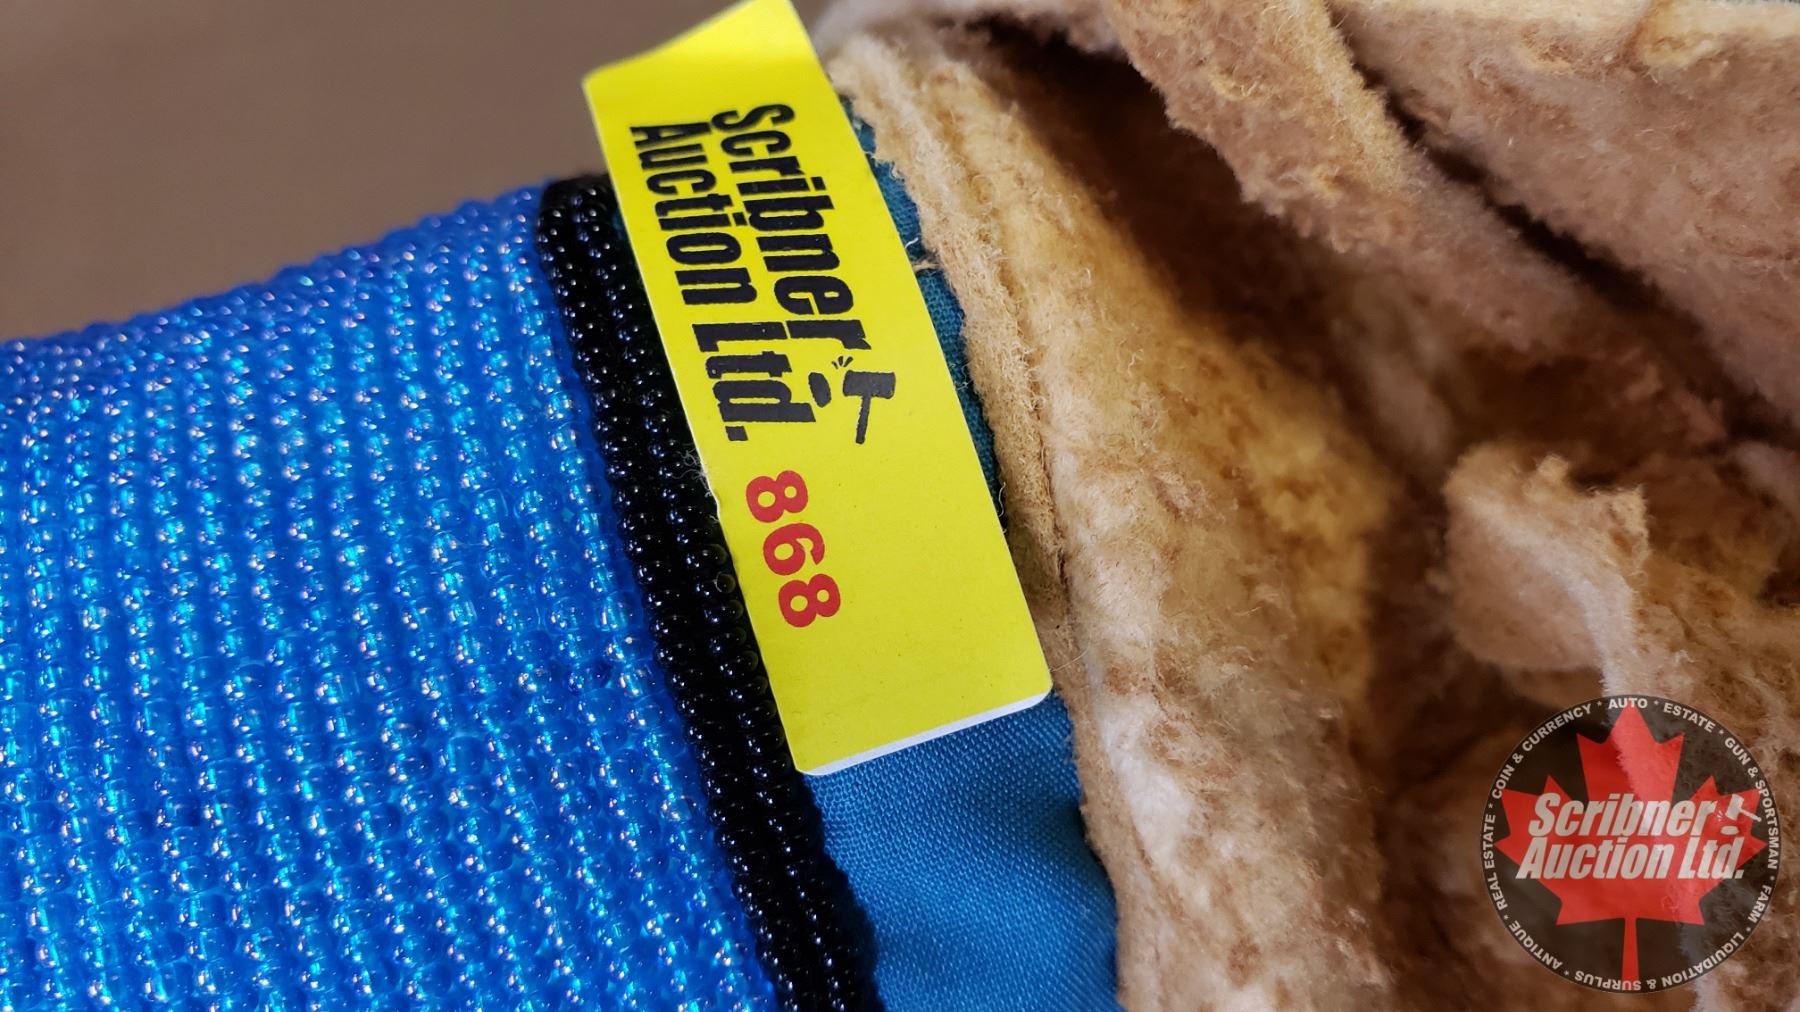 Scribner
Auction Ltd.
868
COIN & CURRENCY * AUTO * ESTATE * GUN & SPORTSMAN * FARM * LIQUIDATION & SURPLUS * ANTIQUE * REAL ESTATE *
Scribner
Auction Ltd.